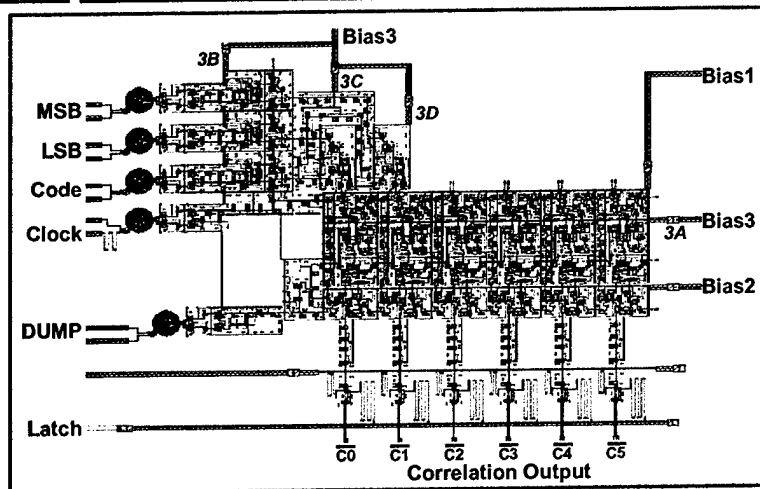 Bias3
3B
3C
3D
Bias1
MSB
LSB
Code
Clock
3A
Bias3
Bias2
DUMP
Latch
C0 C1 C2 C3 C4 C5
Correlation Output